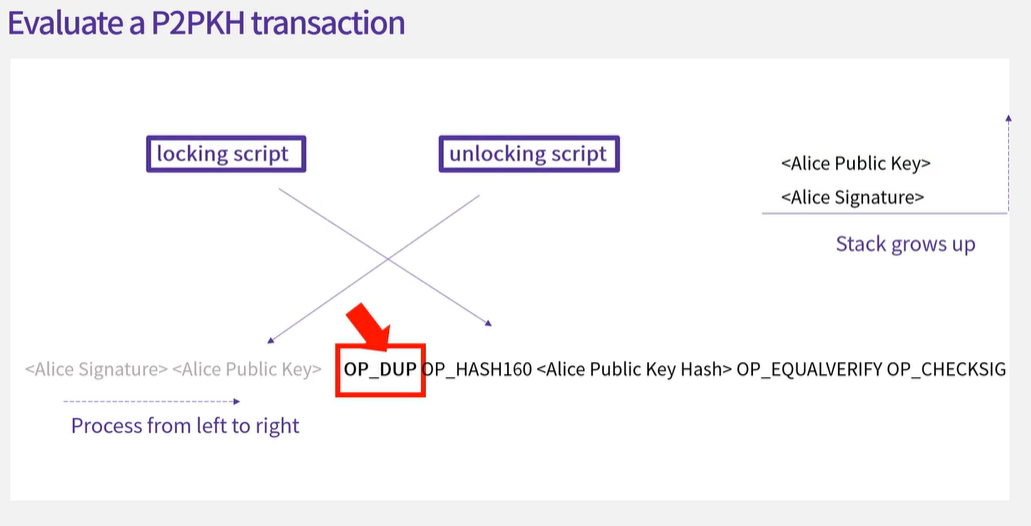 Evaluate a P2PKH transaction
locking script
unlocking script
<Alice Public Key>
<Alice Signature>
Stack grows up
<Alice Signature> <Alice Public Key> OP_DUP OP_HASH160 <Alice Public Key Hash> OP_EQUALVERIFY OP_CHECKSIG
Process from left to right